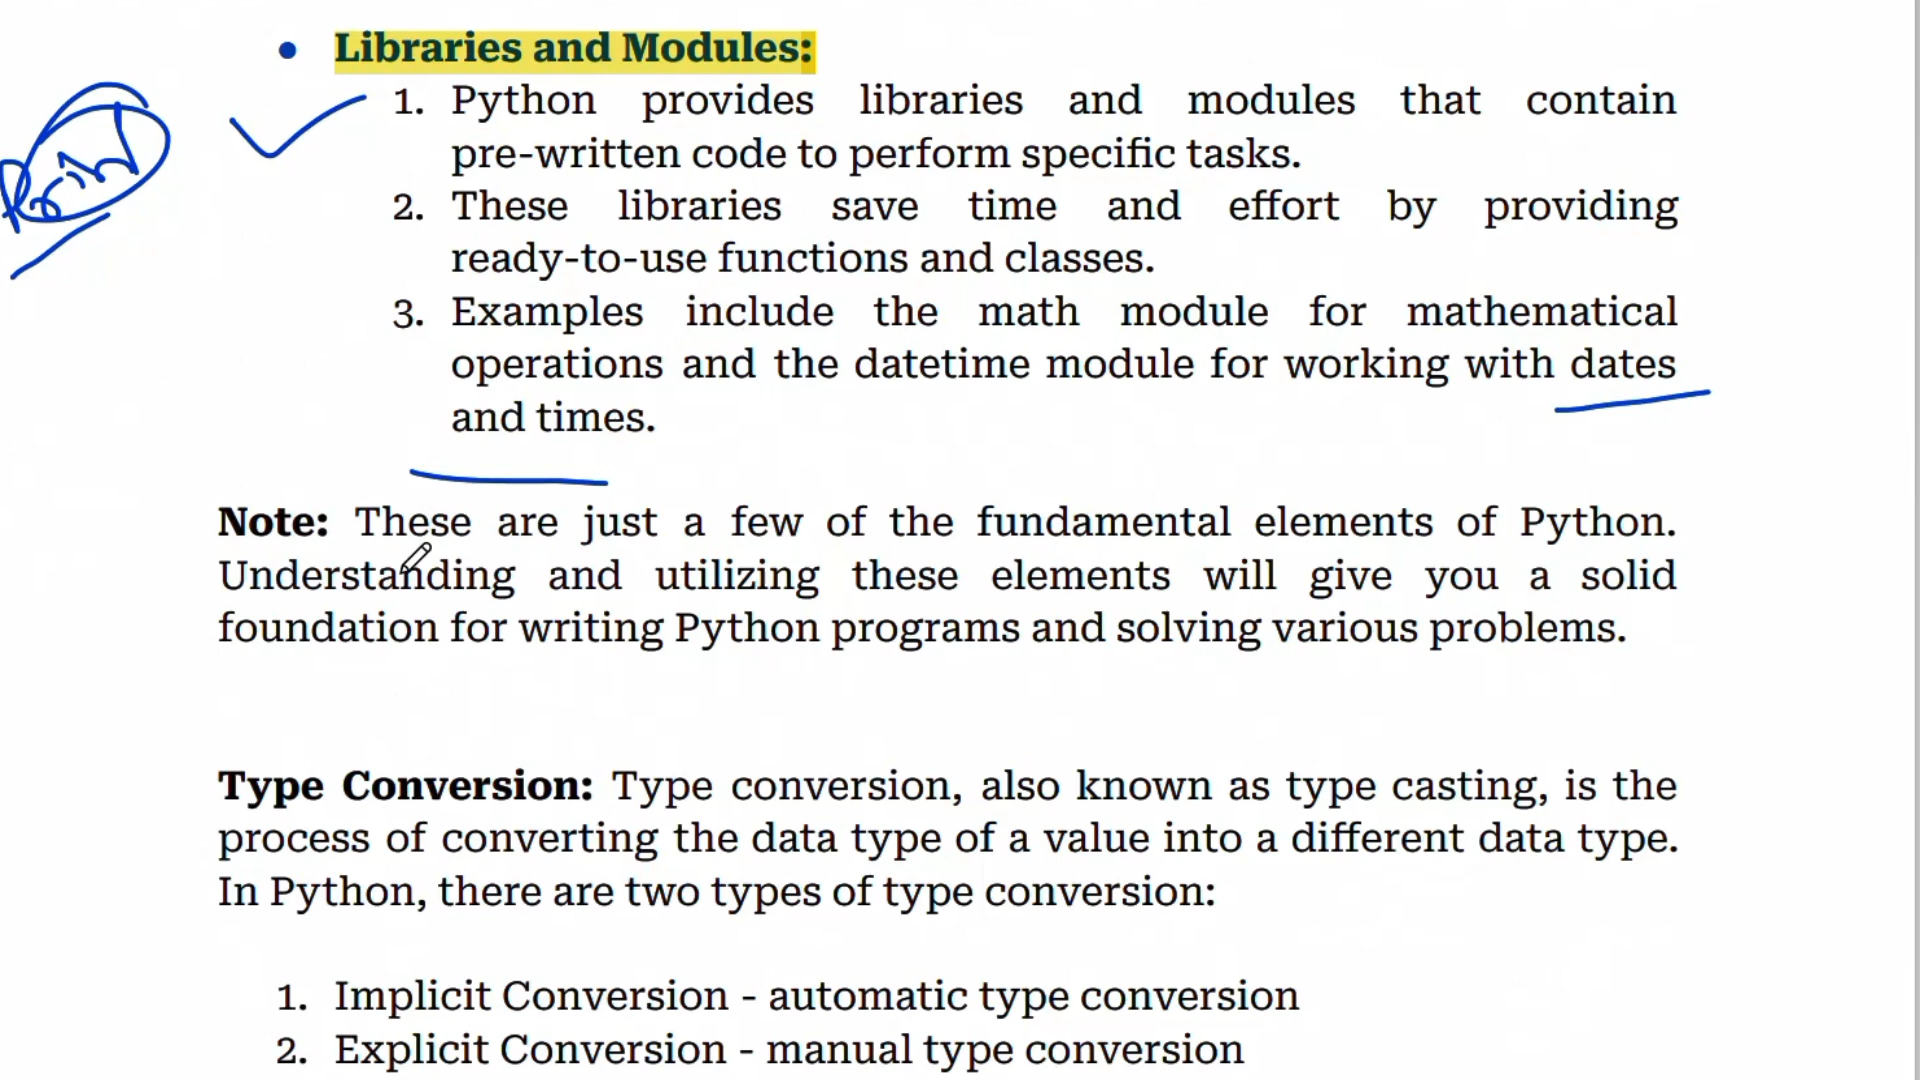 • Libraries and Modules:
1. Python provides libraries and modules that contain
pre-written code to perform specific tasks.
2. These libraries save time and effort by providing
ready-to-use functions and classes.
3. Examples include the math module for mathematical
operations and the datetime module for working with dates
and times.
Note: These are just a few of the fundamental elements of Python.
Understanding and utilizing these elements will give you a solid
foundation for writing Python programs and solving various problems.
Type Conversion: Type conversion, also known as type casting, is the
process of converting the data type of a value into a different data type.
In Python, there are two types of type conversion:
1. Implicit Conversion - automatic type conversion
2. Explicit Conversion - manual type conversion